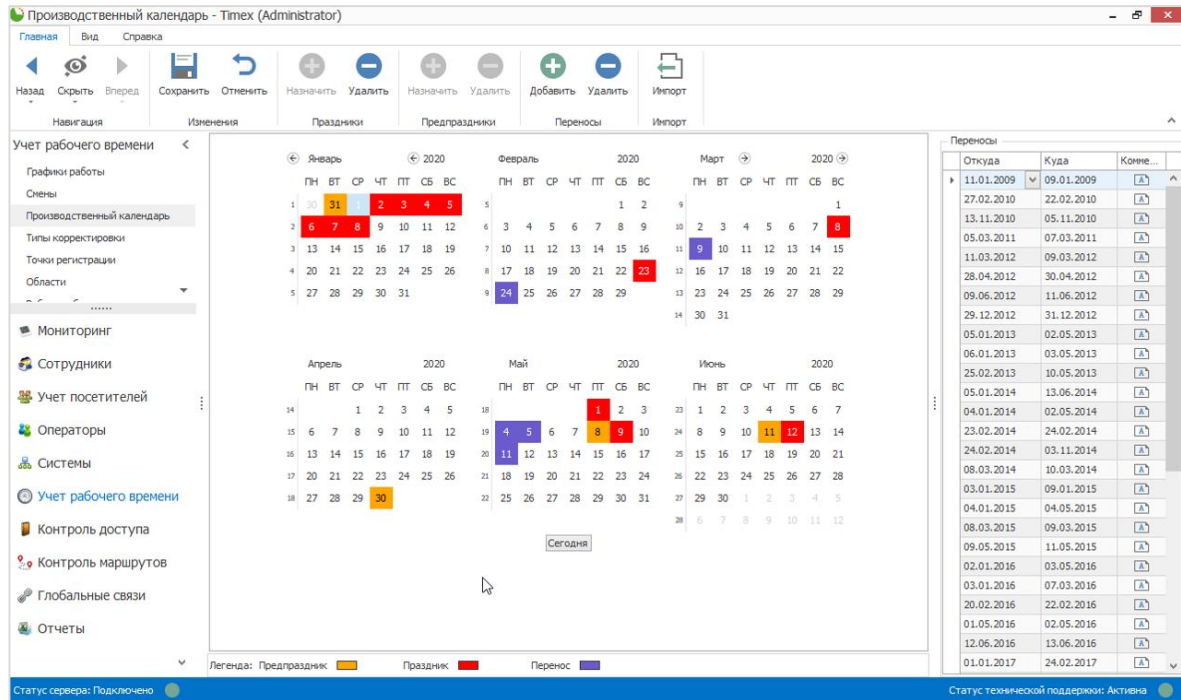 Производственный календарь - Timex (Administrator)
Главная Вид Справка
Назад Скрыть Вперед Сохранить Отменить Назначить Удалить Назначить Удалить Добавить Удалить Импорт
Навигация Изменения Праздники Предпраздники Переносы Импорт
Учет рабочего времени
Графики работы
Смены
Производственный календарь
Типы корректировки
Точки регистрации
Области
Мониторинг
Сотрудники
Учет посетителей
Операторы
Системы
Учет рабочего времени
Контроль доступа
Контроль маршрутов
Глобальные связи
Отчеты
Январь 2020
ПН ВТ СР ЧТ ПТ СБ ВС
1 30 31 1 2 3 4 5
2 6 7 8 9 10 11 12
3 13 14 15 16 17 18 19
4 20 21 22 23 24 25 26
5 27 28 29 30 31
Февраль 2020
ПН ВТ СР ЧТ ПТ СБ ВС
5 1 2
6 3 4 5 6 7 8 9
7 10 11 12 13 14 15 16
8 17 18 19 20 21 22 23
9 24 25 26 27 28 29
Март 2020
ПН ВТ СР ЧТ ПТ СБ ВС
9 1
10 2 3 4 5 6 7 8
11 9 10 11 12 13 14 15
12 16 17 18 19 20 21 22
13 23 24 25 26 27 28 29
14 30 31
Апрель 2020
ПН ВТ СР ЧТ ПТ СБ ВС
14 1 2 3 4 5
15 6 7 8 9 10 11 12
16 13 14 15 16 17 18 19
17 20 21 22 23 24 25 26
18 27 28 29 30
Май 2020
ПН ВТ СР ЧТ ПТ СБ ВС
18 1 2 3
19 4 5 6 7 8 9 10
20 11 12 13 14 15 16 17
21 18 19 20 21 22 23 24
22 25 26 27 28 29 30 31
Июнь 2020
ПН ВТ СР ЧТ ПТ СБ ВС
23 1 2 3 4 5 6 7
24 8 9 10 11 12 13 14
25 15 16 17 18 19 20 21
26 22 23 24 25 26 27 28
27 29 30 1 2 3 4 5
28 6 7 8 9 10 11 12
Сегодня
Легенда: Предпраздник Праздник Перенос
Переносы
Откуда Куда Комме...
11.01.2009 09.01.2009
27.02.2010 22.02.2010
13.11.2010 05.11.2010
05.03.2011 07.03.2011
11.03.2012 09.03.2012
28.04.2012 30.04.2012
09.06.2012 11.06.2012
29.12.2012 31.12.2012
05.01.2013 02.05.2013
06.01.2013 03.05.2013
25.02.2013 10.05.2013
05.01.2014 13.06.2014
04.01.2014 02.05.2014
23.02.2014 24.02.2014
24.02.2014 03.11.2014
08.03.2014 10.03.2014
03.01.2015 09.01.2015
04.01.2015 04.05.2015
08.03.2015 09.03.2015
09.05.2015 11.05.2015
02.01.2016 03.05.2016
03.01.2016 07.03.2016
20.02.2016 22.02.2016
01.05.2016 02.05.2016
12.06.2016 13.06.2016
01.01.2017 24.02.2017
Статус сервера: Подключено
Статус технической поддержки: Активна